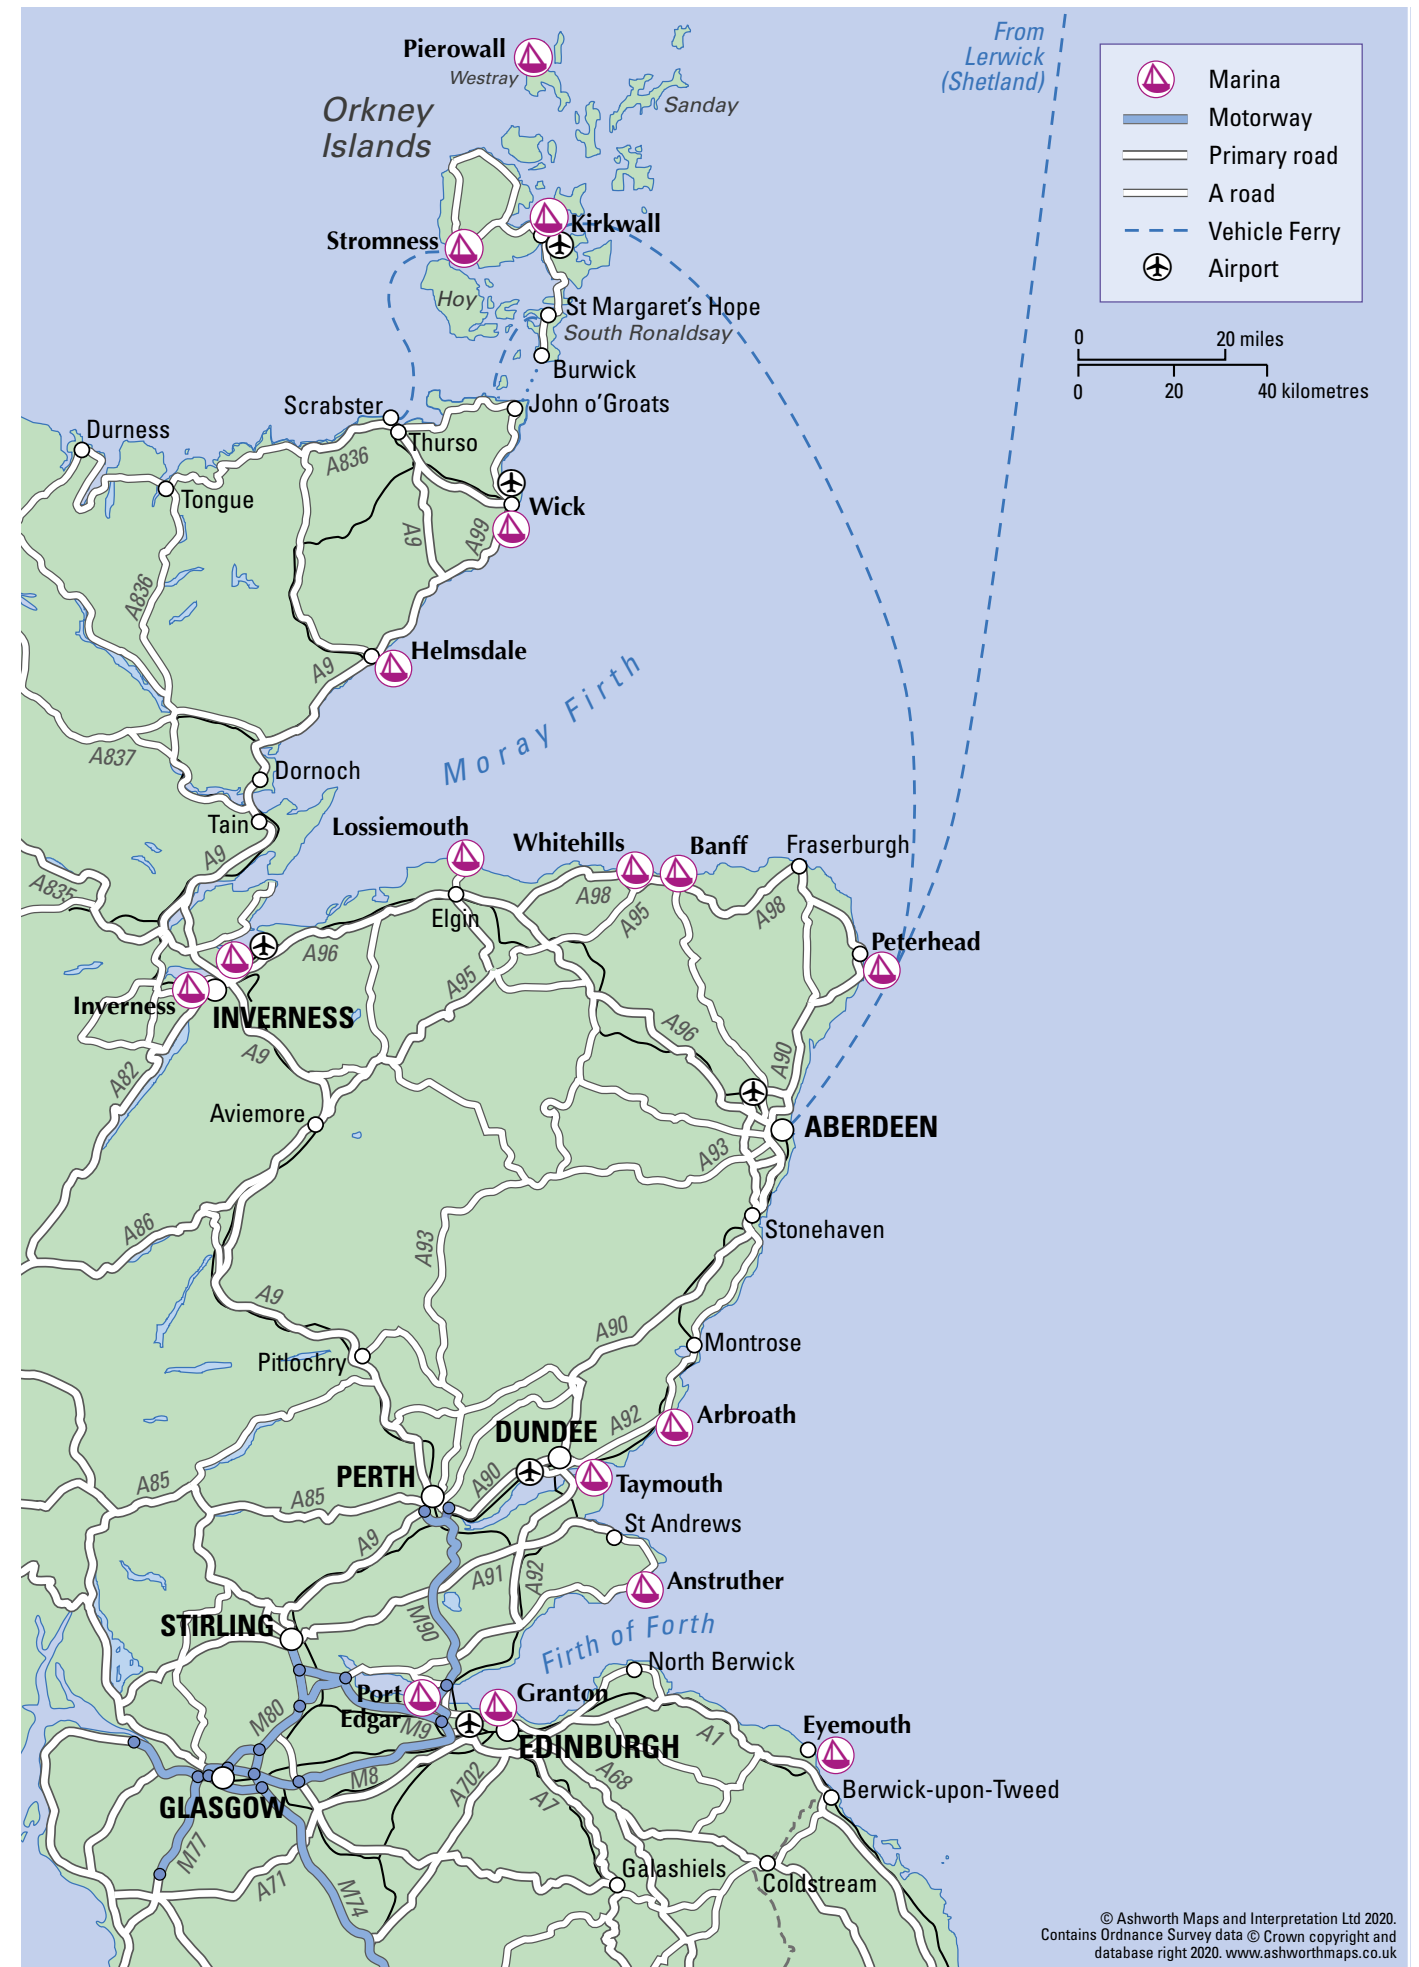 Pierowall
Westray
Orkney
Islands
Sanday
From
Lerwick
(Shetland)
Marina
Motorway
Primary road
A road
Vehicle Ferry
Airport
0
20 miles
0
20
40 kilometres
Kirkwall
Stromness
Hoy
St Margaret's Hope
South Ronaldsay
Burwick
Scrabster
John o'Groats
Durness
Thurso
A836
Tongue
Wick
A9
A99
A836
Helmsdale
A9
Moray Firth
A837
Dornoch
Tain
Lossiemouth
Whitehills
Banff
Fraserburgh
A9
A835
A98
A95
A98
Elgin
A96
Peterhead
A95
Inverness
INVERNESS
A96
A9
A90
A82
Aviemore
ABERDEEN
A93
A86
A93
Stonehaven
A9
A90
Pitlochry
Montrose
DUNDEE
A92
Arbroath
PERTH
A90
A85
A85
Taymouth
St Andrews
A9
A91
A92
Anstruther
STIRLING
M90
Firth of Forth
North Berwick
Port
Edgar
Granton
M80
M9
Eyemouth
A1
EDINBURGH
M8
A702
A68
A7
Berwick-upon-Tweed
GLASGOW
M77
A71
M74
Galashiels
Coldstream
© Ashworth Maps and Interpretation Ltd 2020.
Contains Ordnance Survey data © Crown copyright and
database right 2020. www.ashworthmaps.co.uk